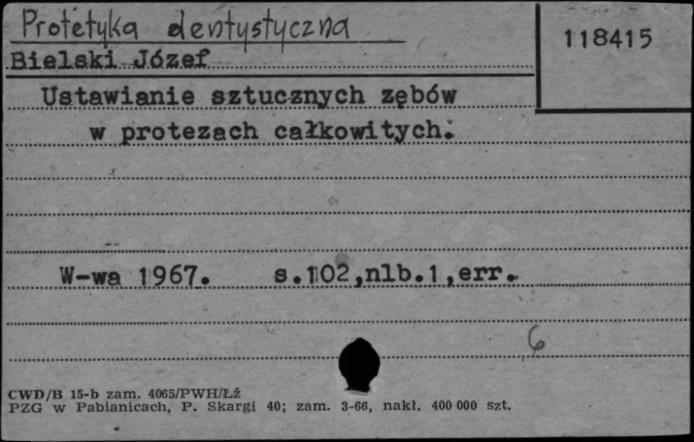 Protetyka dentystyczna
118415
Bielski Józef
Ustawianie sztucznych zębów
w protezach całkowitych.
W-wa 1967. s.102,nlb.1,err.
6
CWD/B 15-b zam. 4065/PWH/Łź
PZG w Pabianicach, P. Skargi 40; zam. 3-66, nakł. 400 000 szt.